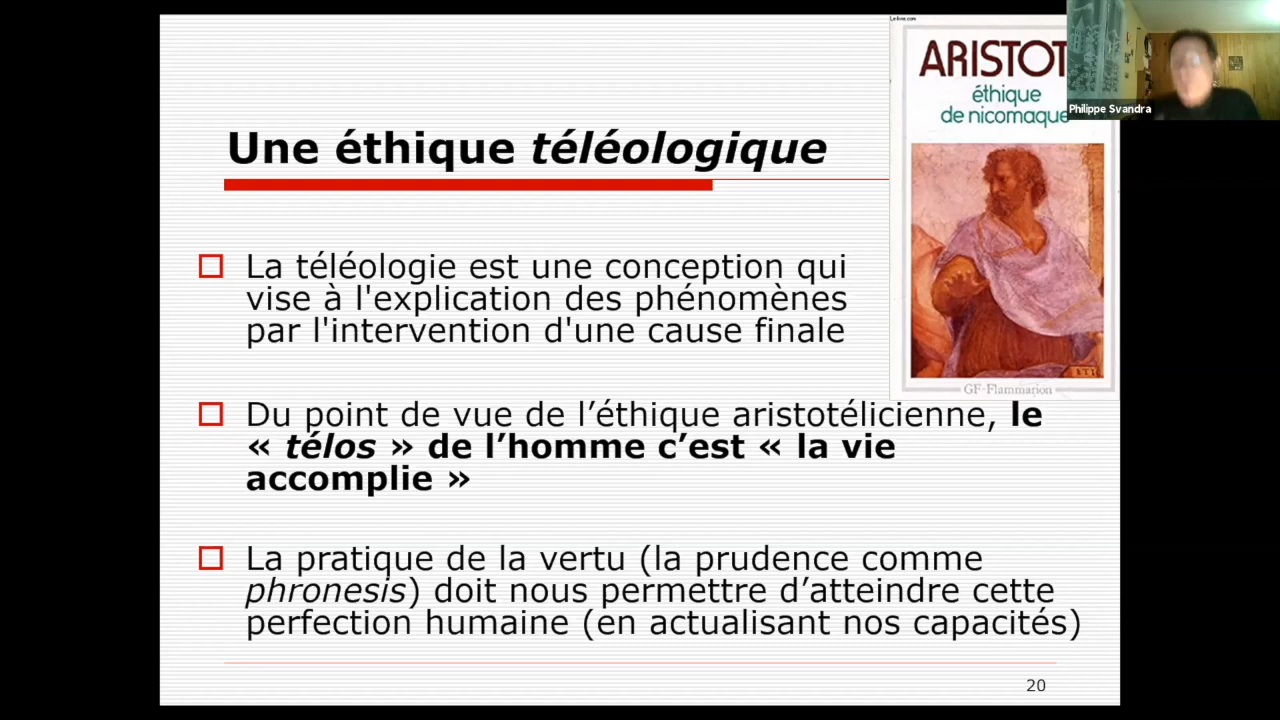 Une éthique téléologique
La téléologie est une conception qui
vise à l'explication des phénomènes
par l'intervention d'une cause finale
Du point de vue de l’éthique aristotélicienne, le
« télos » de l’homme c’est « la vie
accomplie »
La pratique de la vertu (la prudence comme
phronesis) doit nous permettre d’atteindre cette
perfection humaine (en actualisant nos capacités)
20
ARISTOT
éthique
de nicomaque
GF Flammarion
Philippe Svandra